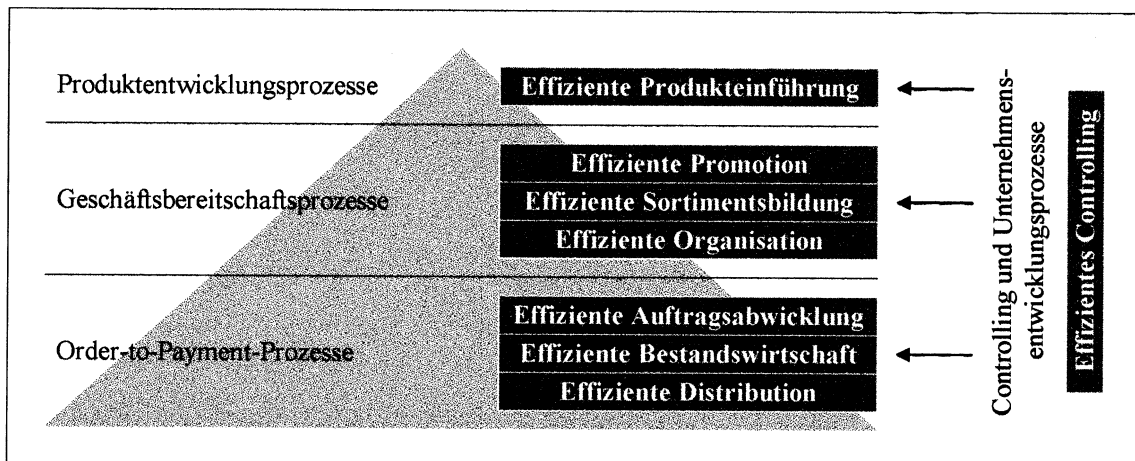 Produktentwicklungsprozesse
Effiziente Produkteinführung
Geschäftsbereitschaftsprozesse
Effiziente Promotion
Effiziente Sortimentsbildung
Effiziente Organisation
Order-to-Payment-Prozesse
Effiziente Auftragsabwicklung
Effiziente Bestandswirtschaft
Effiziente Distribution
Controlling und Unternehmens-
entwicklungsprozesse
Effizientes Controlling